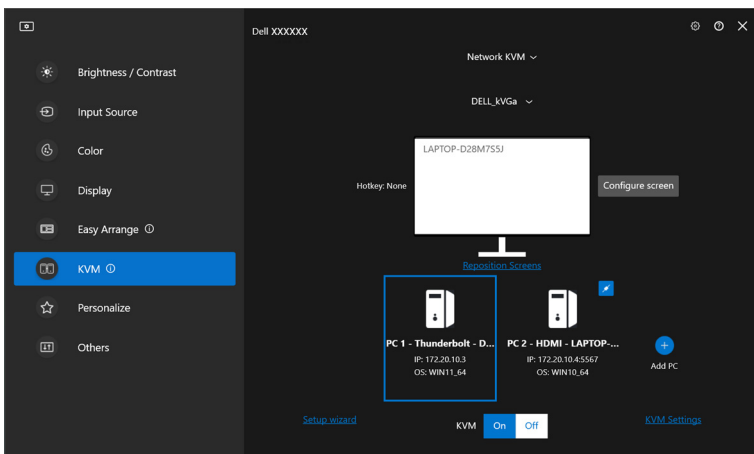 Dell XXXXXX
Brightness / Contrast
Input Source
Color
Display
Easy Arrange
KVM
Personalize
Others
Network KVM
DELL_kVGa
LAPTOP-D28M7S5J
Hotkey: None
Configure screen
Reposition Screens
PC 1 - Thunderbolt - D...
IP: 172.20.10.3
OS: WIN11_64
PC 2 - HDMI - LAPTOP-...
IP: 172.20.10.4:5567
OS: WIN10_64
Add PC
Setup wizard
KVM On Off
KVM Settings